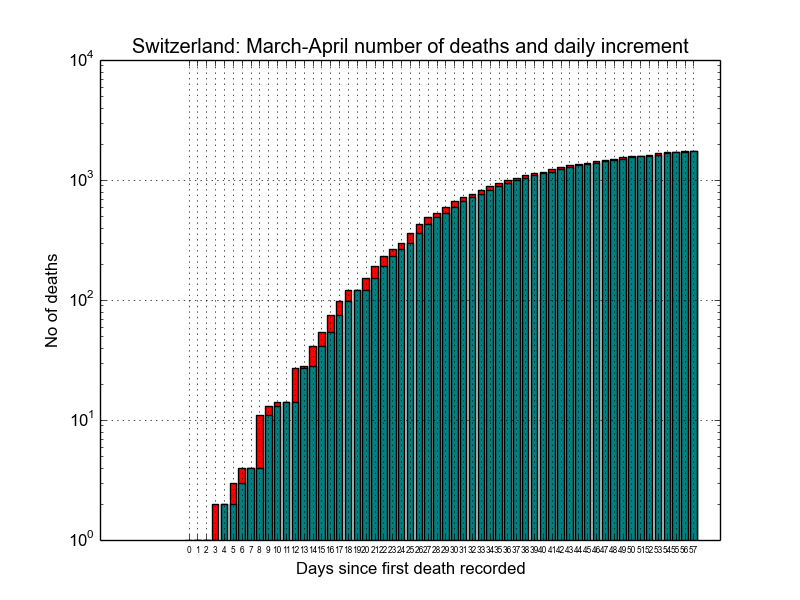 Switzerland: March-April number of deaths and daily increment
10^4
10^3
10^2
10^1
10^0
No of deaths
0 1 2 3 4 5 6 7 8 9 10 11 12 13 14 15 16 17 18 19 20 21 22 23 24 25 26 27 28 29 30 31 32 33 34 35 36 37 38 39 40 41 42 43 44 45 46 47 48 49 50 51 52 53 54 55 56 57
Days since first death recorded